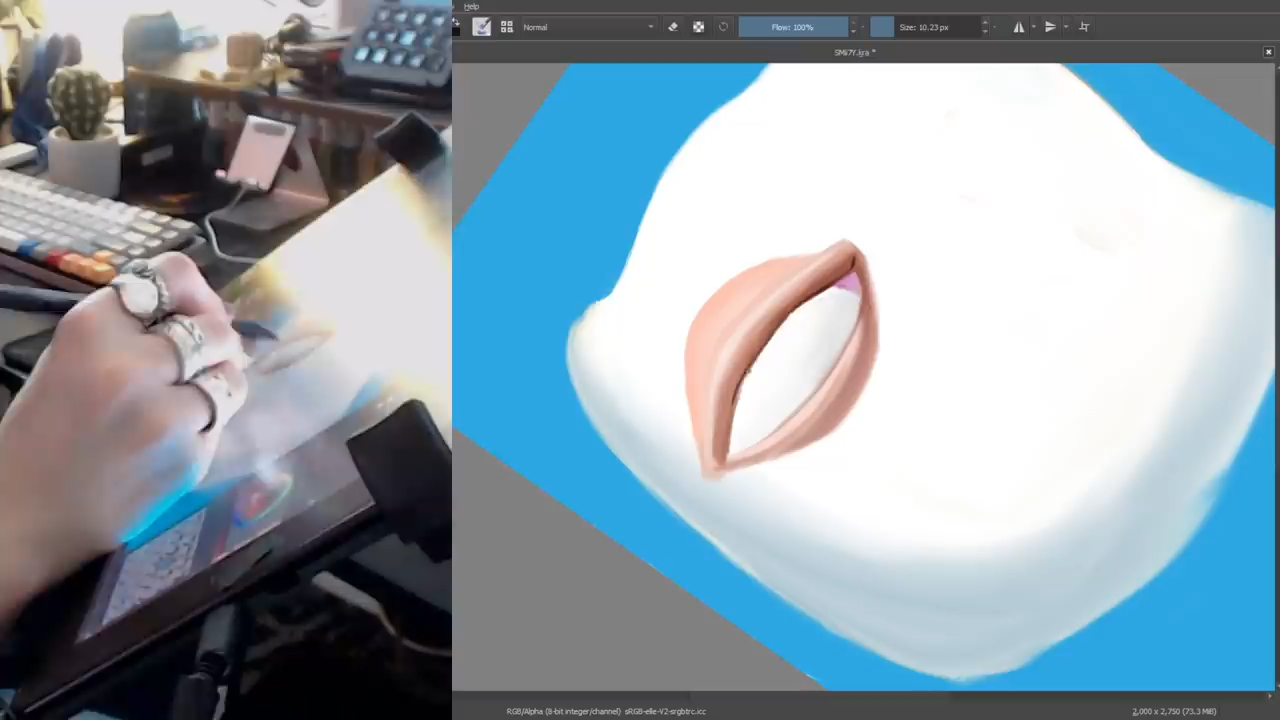 Help
Normal
Flow: 100%
Size: 10.23 px
SMi7Y.kra *
RGB/Alpha (8-bit integer/channel) sRGB-elle-V2-srgbtrc.icc
2,000 x 2,750 (73.3 MiB)